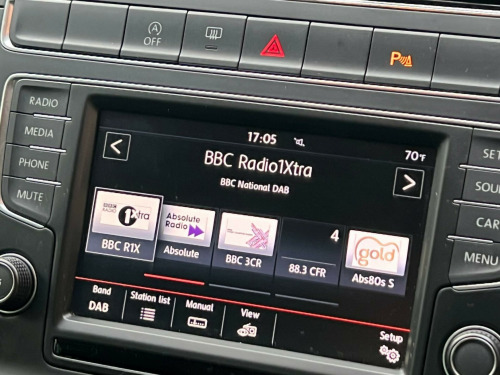 A
OFF
P
RADIO
MEDIA
PHONE
MUTE
17:05
70°F
<
BBC Radio1Xtra
>
BBC National DAB
BBC
RADIO
1Xtra
BBC R1X
Absolute
Radio
Absolute
BBC 3CR
4
88.3 CFR
gold
Abs80s S
Band
DAB
Station list
Manual
View
Setup
SET
SOU
CAR
MENU